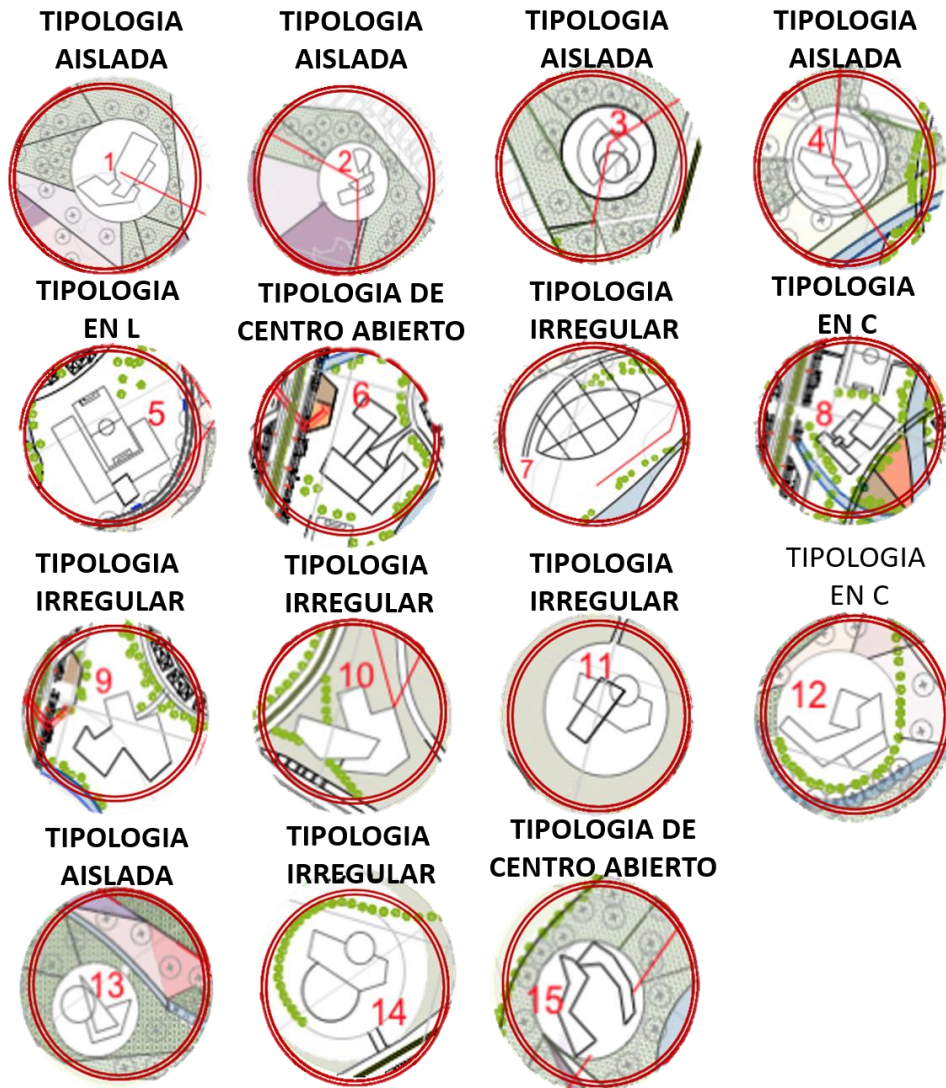 TIPOLOGIA
AISLADA
1
TIPOLOGIA
AISLADA
2
TIPOLOGIA
AISLADA
3
TIPOLOGIA
AISLADA
4
TIPOLOGIA
EN L
5
TIPOLOGIA DE
CENTRO ABIERTO
6
TIPOLOGIA
IRREGULAR
7
TIPOLOGIA
EN C
8
TIPOLOGIA
IRREGULAR
9
TIPOLOGIA
IRREGULAR
10
TIPOLOGIA
IRREGULAR
11
TIPOLOGIA
EN C
12
TIPOLOGIA
AISLADA
13
TIPOLOGIA
IRREGULAR
14
TIPOLOGIA DE
CENTRO ABIERTO
15